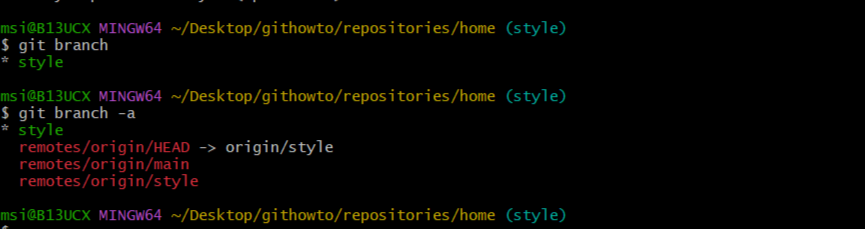 msi@B13UCX MINGW64 ~/Desktop/githowto/repositories/home (style)
$ git branch
* style
msi@B13UCX MINGW64 ~/Desktop/githowto/repositories/home (style)
$ git branch -a
* style
remotes/origin/HEAD -> origin/style
remotes/origin/main
remotes/origin/style
msi@B13UCX MINGW64 ~/Desktop/githowto/repositories/home (style)